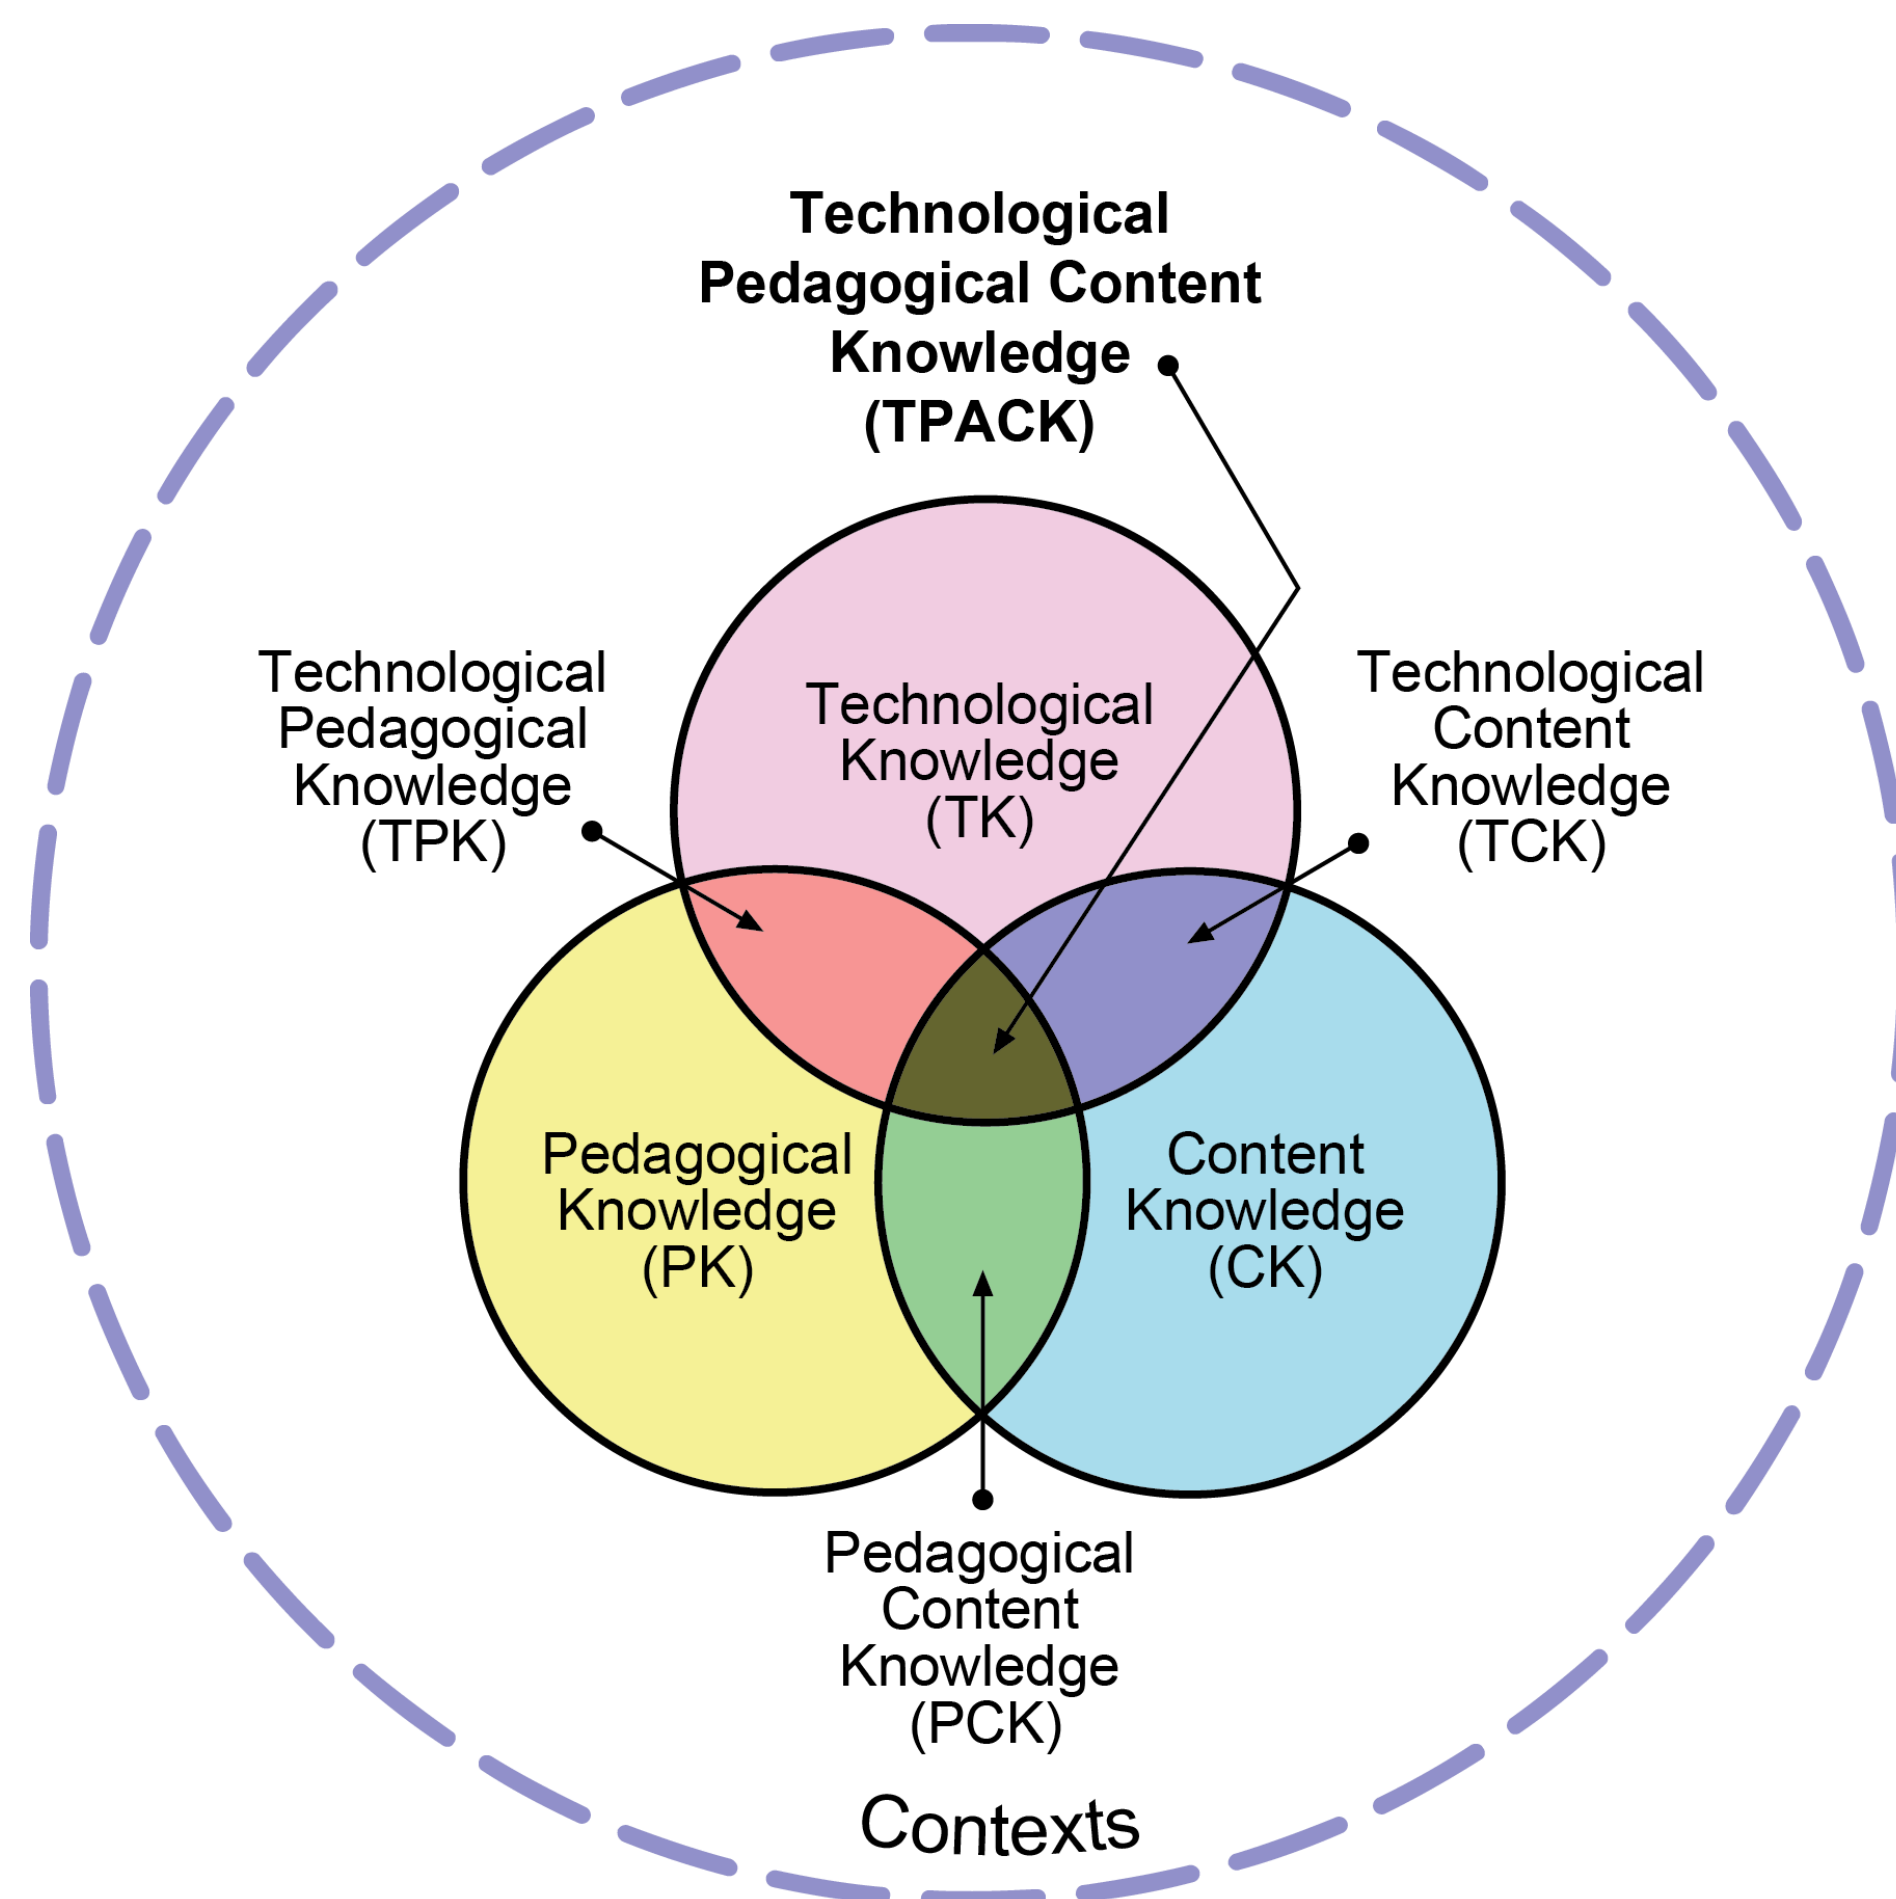 Technological
Pedagogical Content
Knowledge
(TPACK)
Technological
Pedagogical
Knowledge
(TPK)
Technological
Knowledge
(TK)
Technological
Content
Knowledge
(TCK)
Pedagogical
Knowledge
(PK)
Content
Knowledge
(CK)
Pedagogical
Content
Knowledge
(PCK)
Contexts